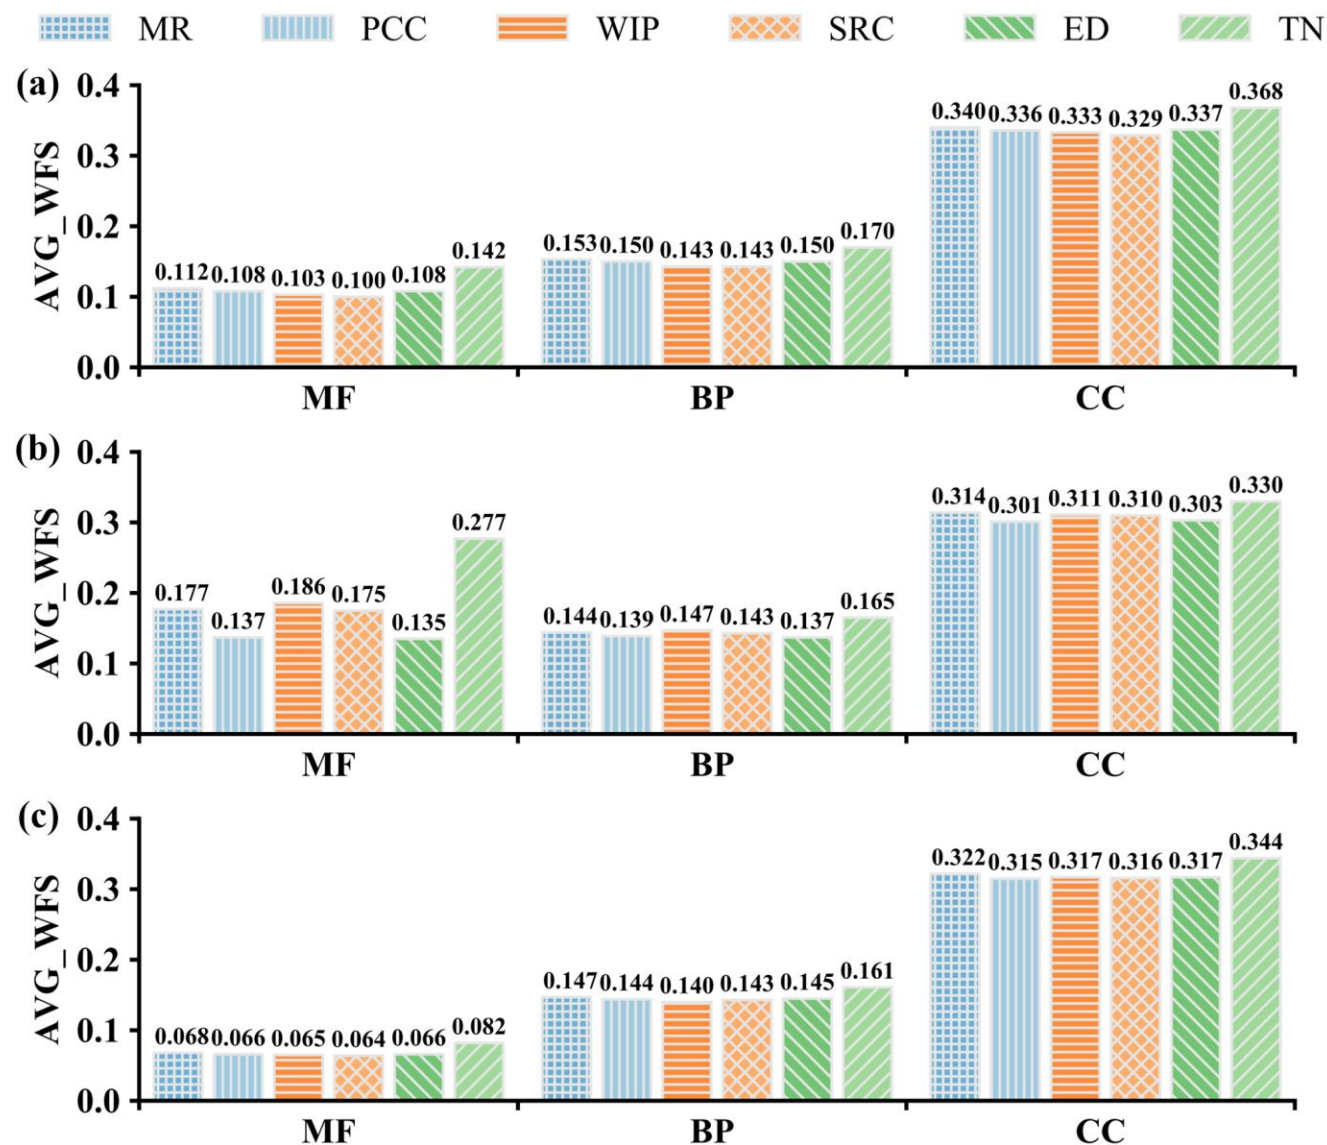 MR PCC WIP SRC ED TN
(a)
AVG_WFS
0.4
0.3
0.2
0.1
0.0
0.112 0.108 0.103 0.100 0.108 0.142
0.153 0.150 0.143 0.143 0.150 0.170
0.340 0.336 0.333 0.329 0.337 0.368
MF BP CC
(b)
AVG_WFS
0.4
0.3
0.2
0.1
0.0
0.177 0.137 0.186 0.175 0.135 0.277
0.144 0.139 0.147 0.143 0.137 0.165
0.314 0.301 0.311 0.310 0.303 0.330
MF BP CC
(c)
AVG_WFS
0.4
0.3
0.2
0.1
0.0
0.068 0.066 0.065 0.064 0.066 0.082
0.147 0.144 0.140 0.143 0.145 0.161
0.322 0.315 0.317 0.316 0.317 0.344
MF BP CC